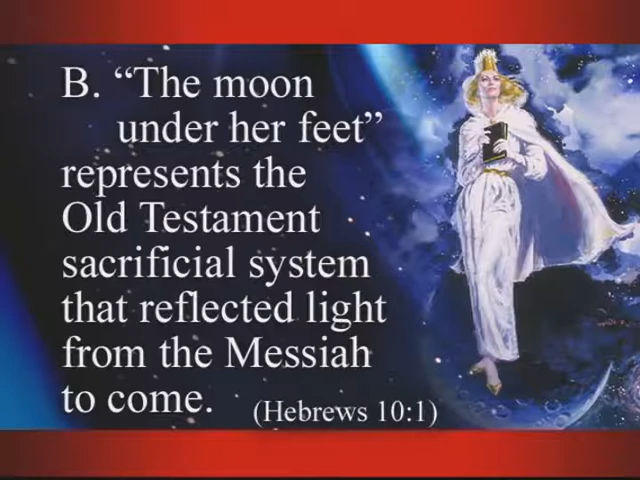 B. “The moon
under her feet”
represents the
Old Testament
sacrificial system
that reflected light
from the Messiah
to come.
(Hebrews 10:1)